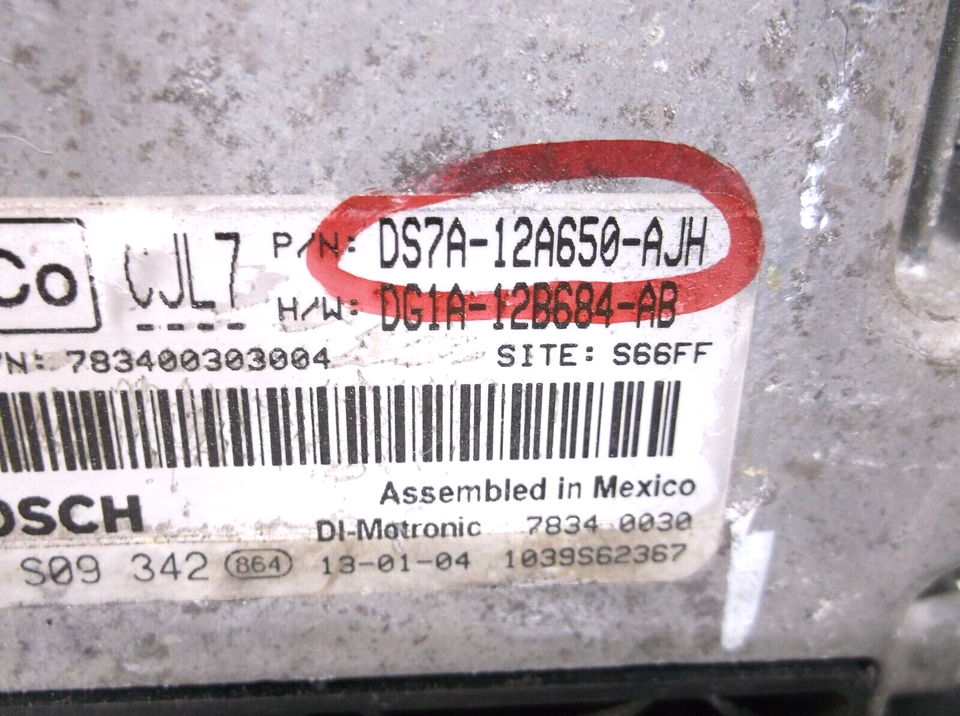 Co CJL7 P/N: DS7A-12A650-AJH
H/W: DG1A-12B684-AB
/N: 783400303004 SITE: S66FF
OSCH Assembled in Mexico
DI-Motronic 7834 0030
S09 342 864 13-01-04 1039S62367